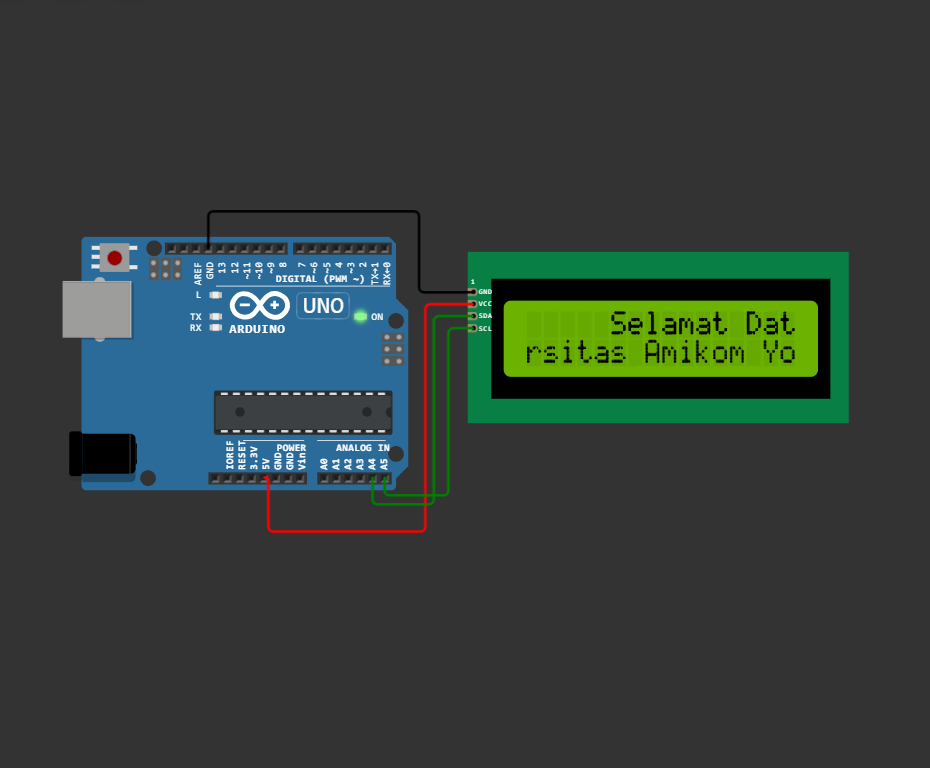 AREF
GND
13
12
~11
~10
~9
8
7
~6
~5
4
~3
2
TX→1
RX←0
DIGITAL (PWM ~)
L
TX
RX
UNO
ON
ARDUINO
1
GND
VCC
SDA
SCL
Selamat Dat
rsitas Amikom Yo
POWER
ANALOG IN
IOREF
RESET
3.3V
5V
GND
GND
Vin
A0
A1
A2
A3
A4
A5